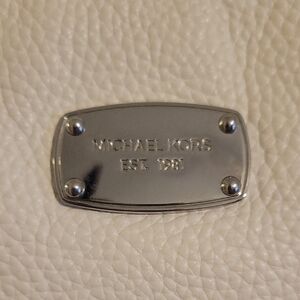 MICHAEL KORS
EST. 1981